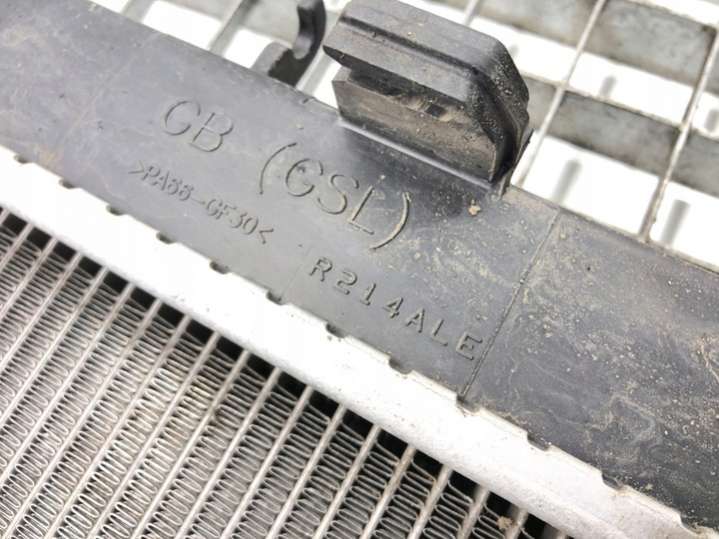 GB (GSL)
>PA66-GF30<
R214ALE